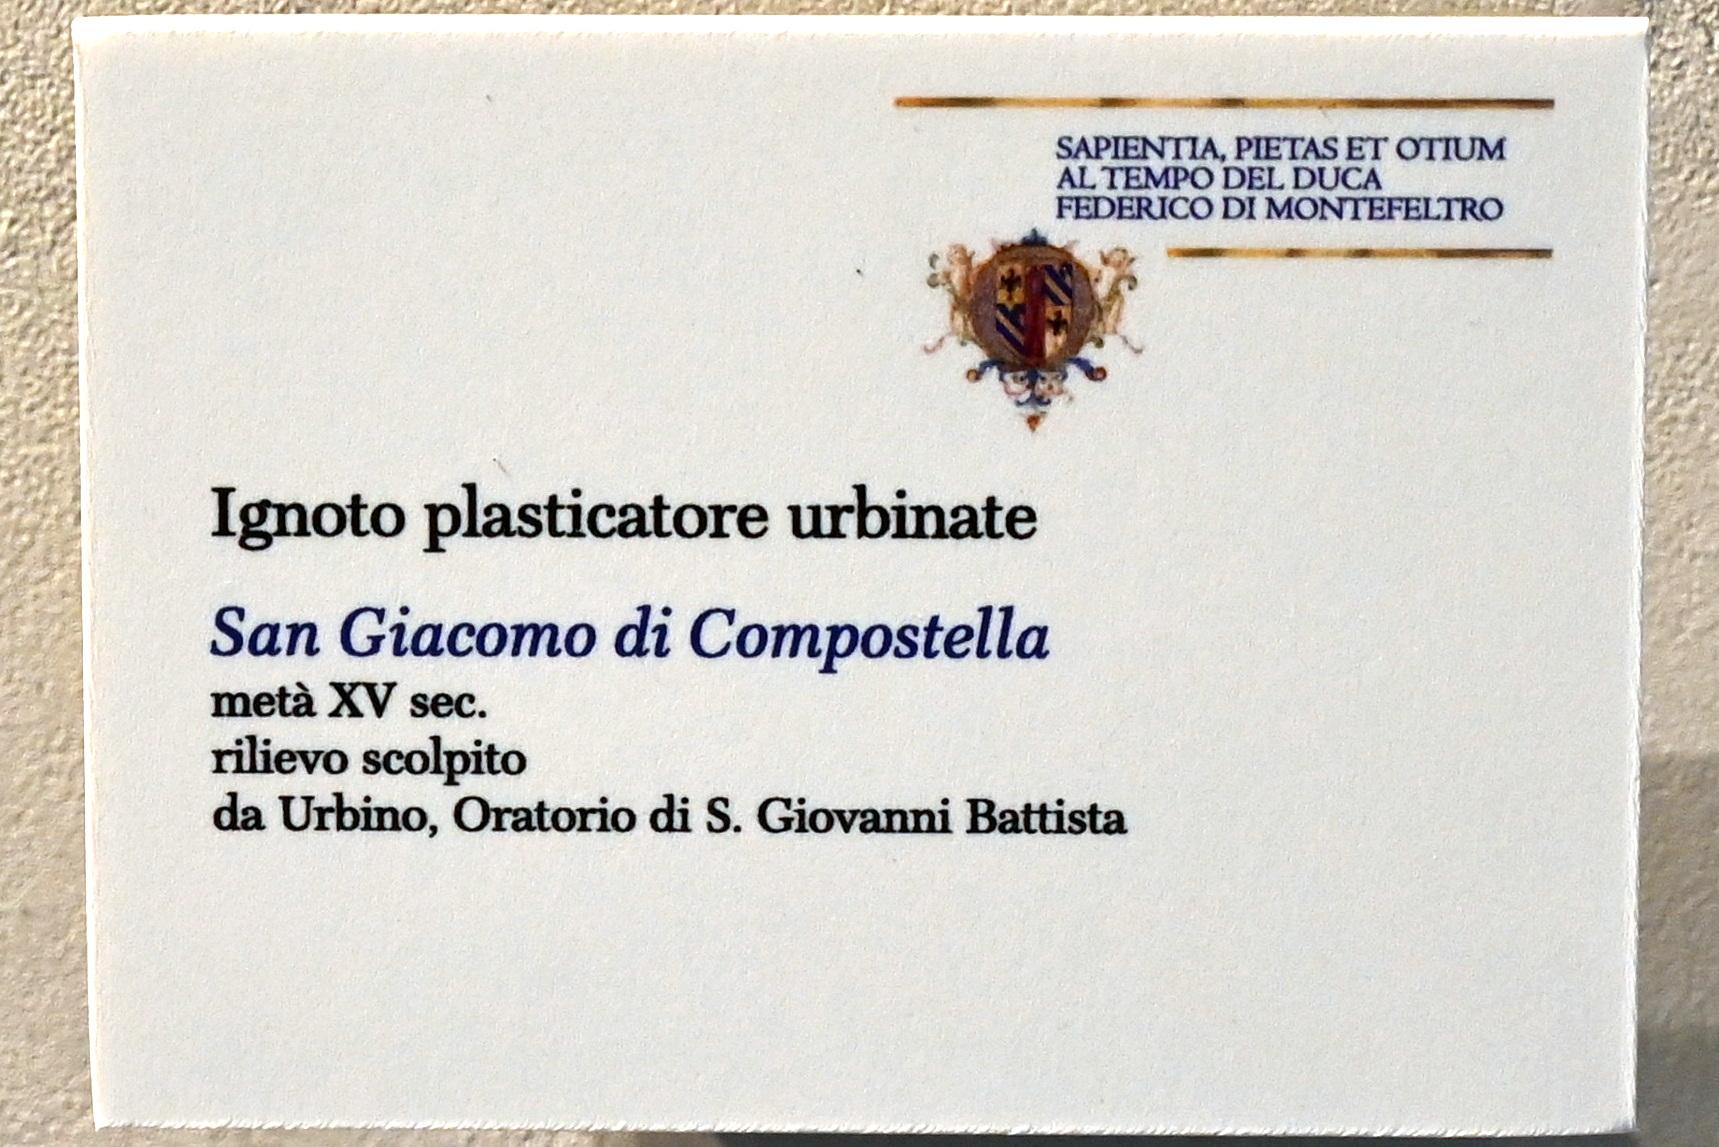 SAPIENTIA, PIETAS ET OTIUM
AL TEMPO DEL DUCA
FEDERICO DI MONTEFELTRO
Ignoto plasticatore urbinate
San Giacomo di Compostella
metà XV sec.
rilievo scolpito
da Urbino, Oratorio di S. Giovanni Battista